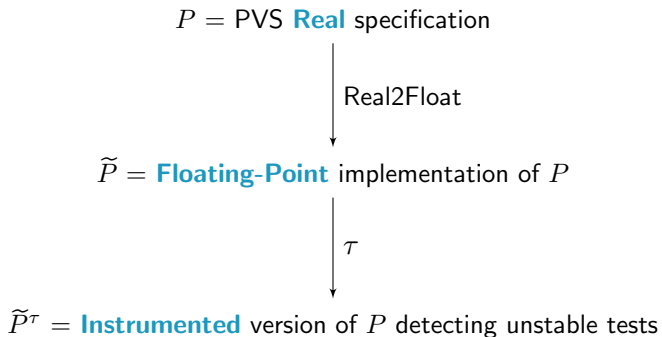 P = PVS Real specification
Real2Float
P̃ = Floating-Point implementation of P
τ
P̃τ = Instrumented version of P detecting unstable tests